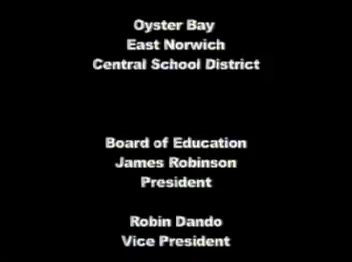 Oyster Bay
East Norwich
Central School District
Board of Education
James Robinson
President
Robin Dando
Vice President